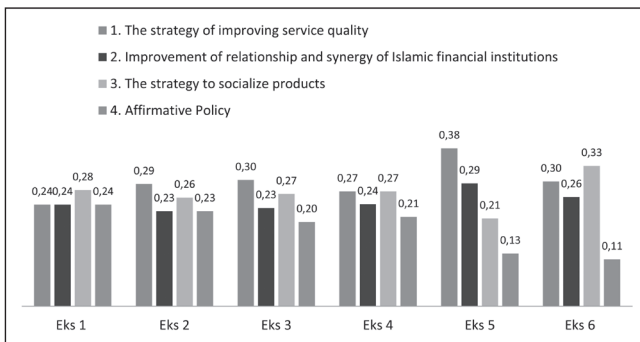 1. The strategy of improving service quality
2. Improvement of relationship and synergy of Islamic financial institutions
3. The strategy to socialize products
4. Affirmative Policy
0,24 0,24 0,28 0,24
0,29 0,23 0,26 0,23
0,30 0,23 0,27 0,20
0,27 0,24 0,27 0,21
0,38 0,29 0,21 0,13
0,30 0,26 0,33 0,11
Eks 1 Eks 2 Eks 3 Eks 4 Eks 5 Eks 6